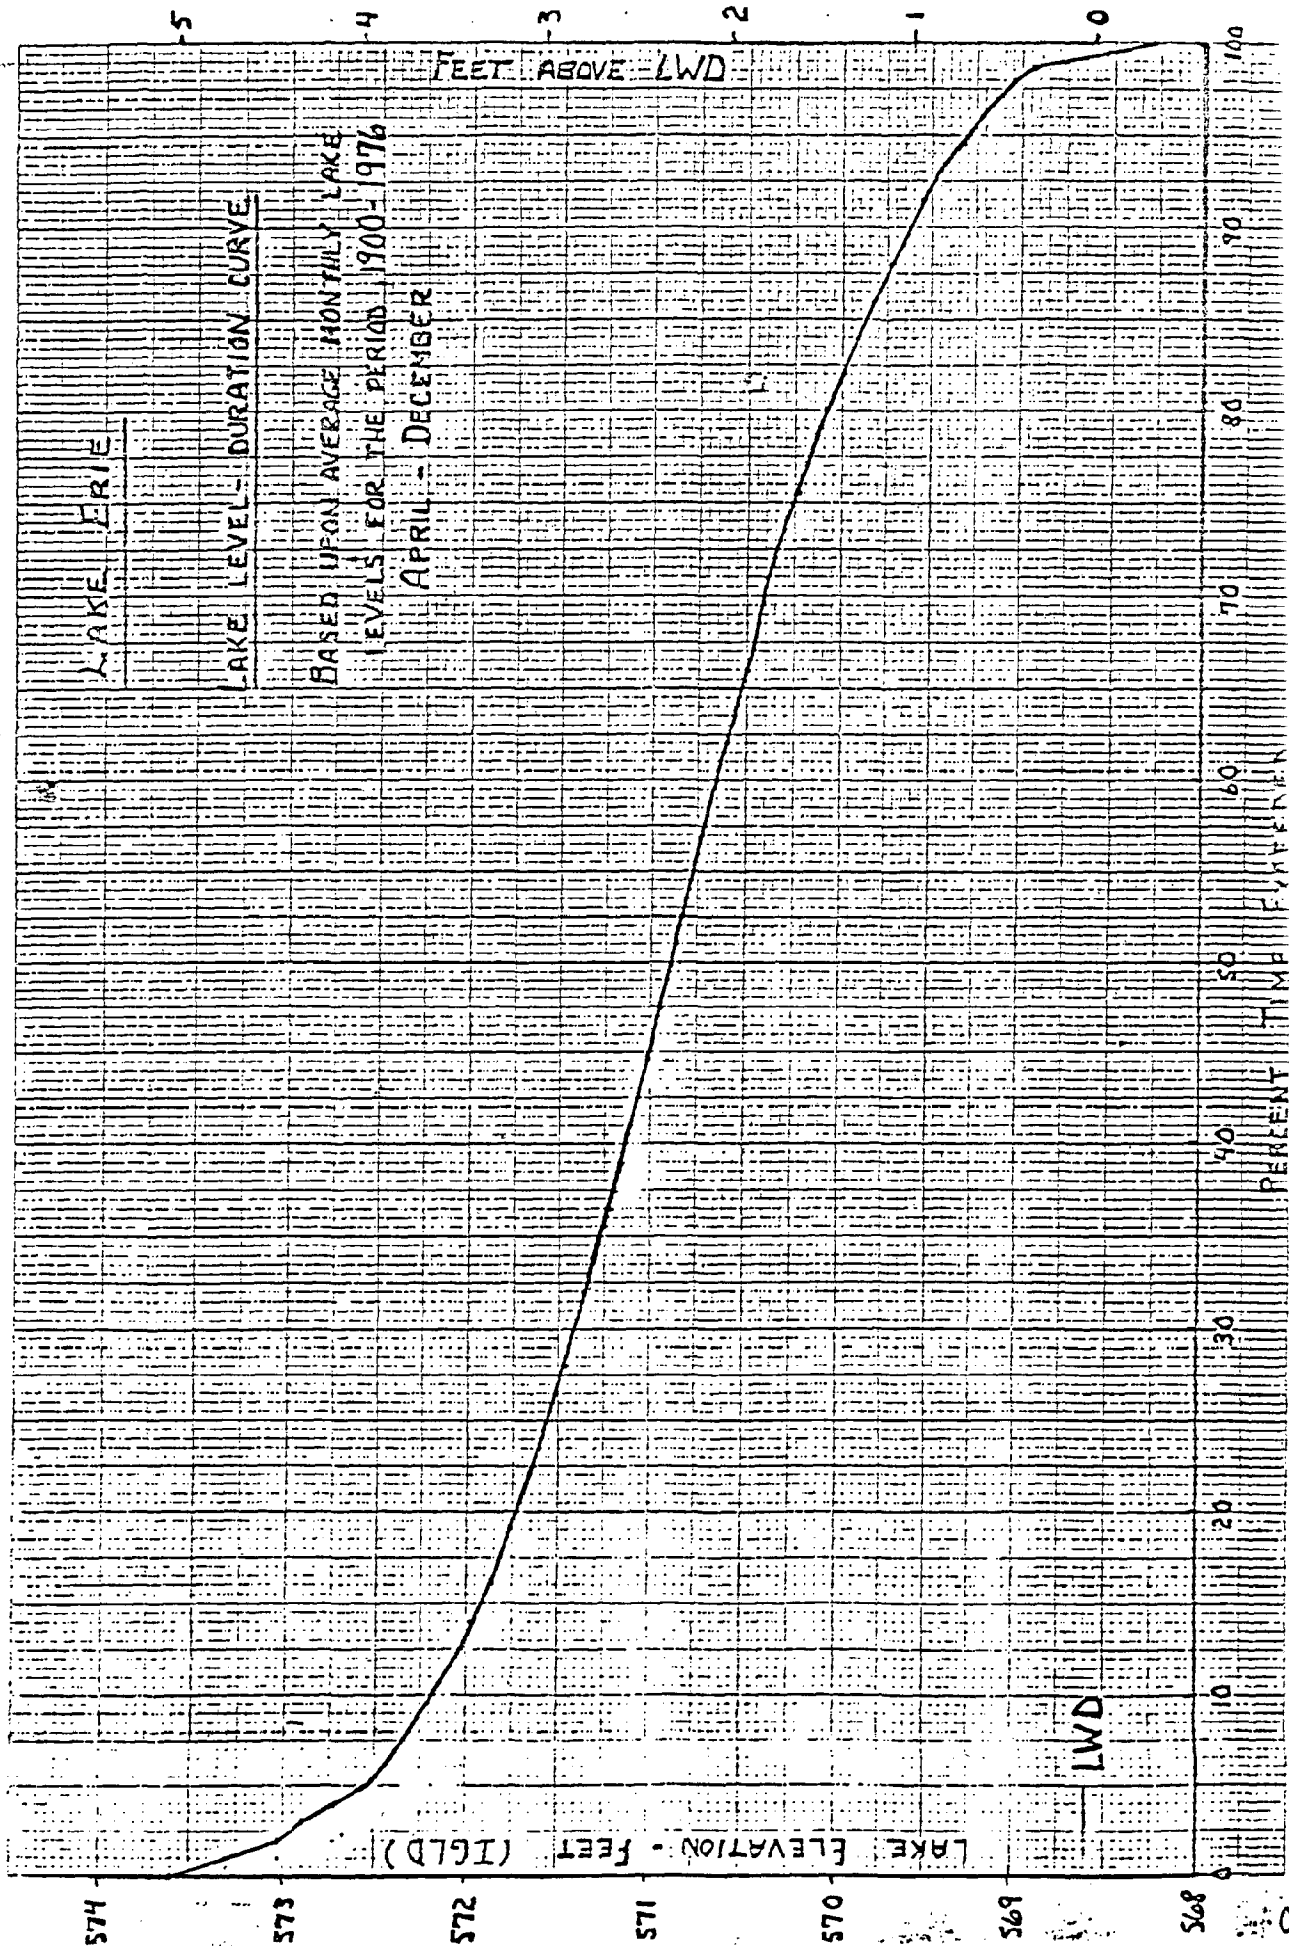 LAKE ERIE
LAKE LEVEL-DURATION CURVE
BASED UPON AVERAGE MONTHLY LAKE
LEVELS FOR THE PERIOD 1900-1976
APRIL - DECEMBER
FEET ABOVE LWD
5
4
3
2
1
0
LAKE ELEVATION - FEET (IGLD)
574
573
572
571
570
569
568
LWD
0
10
20
30
40
50
60
70
80
90
100
PERCENT TIME